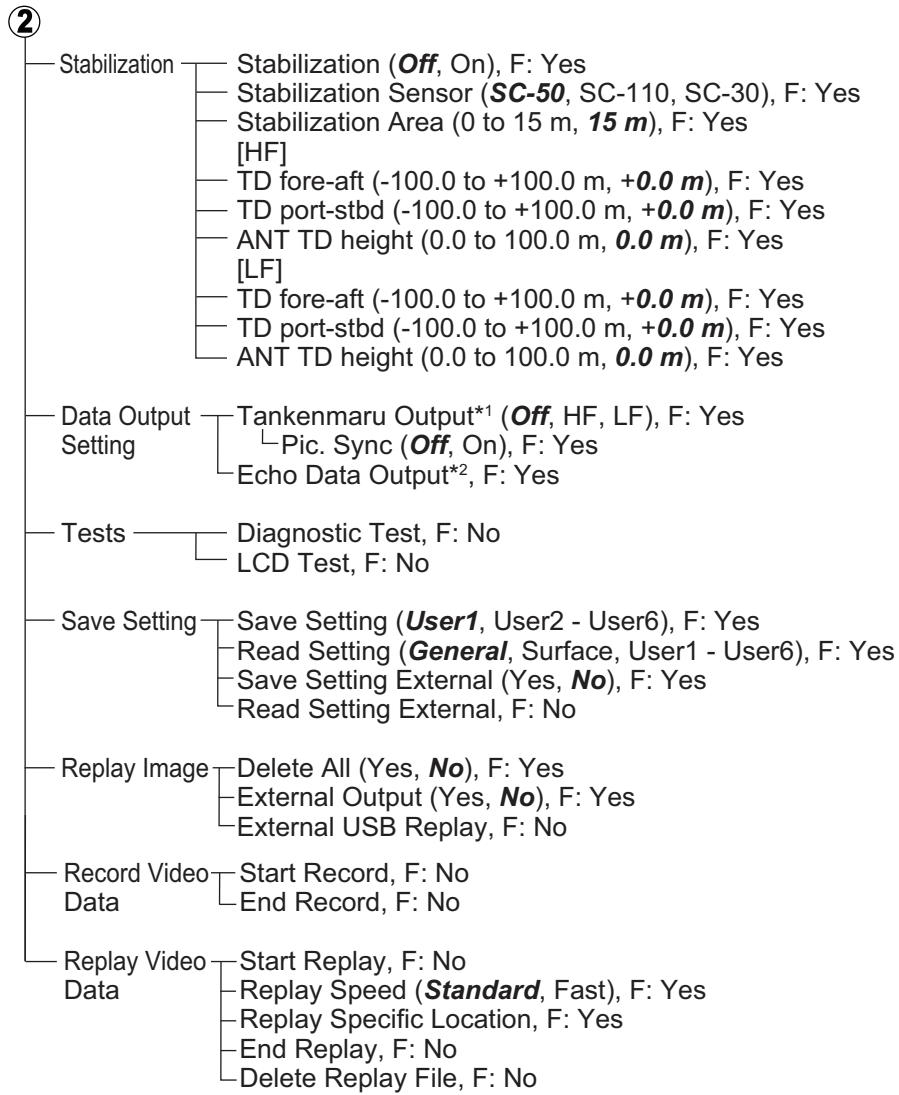 2
Stabilization
Stabilization (Off, On), F: Yes
Stabilization Sensor (SC-50, SC-110, SC-30), F: Yes
Stabilization Area (0 to 15 m, 15 m), F: Yes
[HF]
TD fore-aft (-100.0 to +100.0 m, +0.0 m), F: Yes
TD port-stbd (-100.0 to +100.0 m, +0.0 m), F: Yes
ANT TD height (0.0 to 100.0 m, 0.0 m), F: Yes
[LF]
TD fore-aft (-100.0 to +100.0 m, +0.0 m), F: Yes
TD port-stbd (-100.0 to +100.0 m, +0.0 m), F: Yes
ANT TD height (0.0 to 100.0 m, 0.0 m), F: Yes
Data Output
Setting
Tankenmaru Output*1 (Off, HF, LF), F: Yes
Pic. Sync (Off, On), F: Yes
Echo Data Output*2, F: Yes
Tests
Diagnostic Test, F: No
LCD Test, F: No
Save Setting
Save Setting (User1, User2 - User6), F: Yes
Read Setting (General, Surface, User1 - User6), F: Yes
Save Setting External (Yes, No), F: Yes
Read Setting External, F: No
Replay Image
Delete All (Yes, No), F: Yes
External Output (Yes, No), F: Yes
External USB Replay, F: No
Record Video
Data
Start Record, F: No
End Record, F: No
Replay Video
Data
Start Replay, F: No
Replay Speed (Standard, Fast), F: Yes
Replay Specific Location, F: Yes
End Replay, F: No
Delete Replay File, F: No